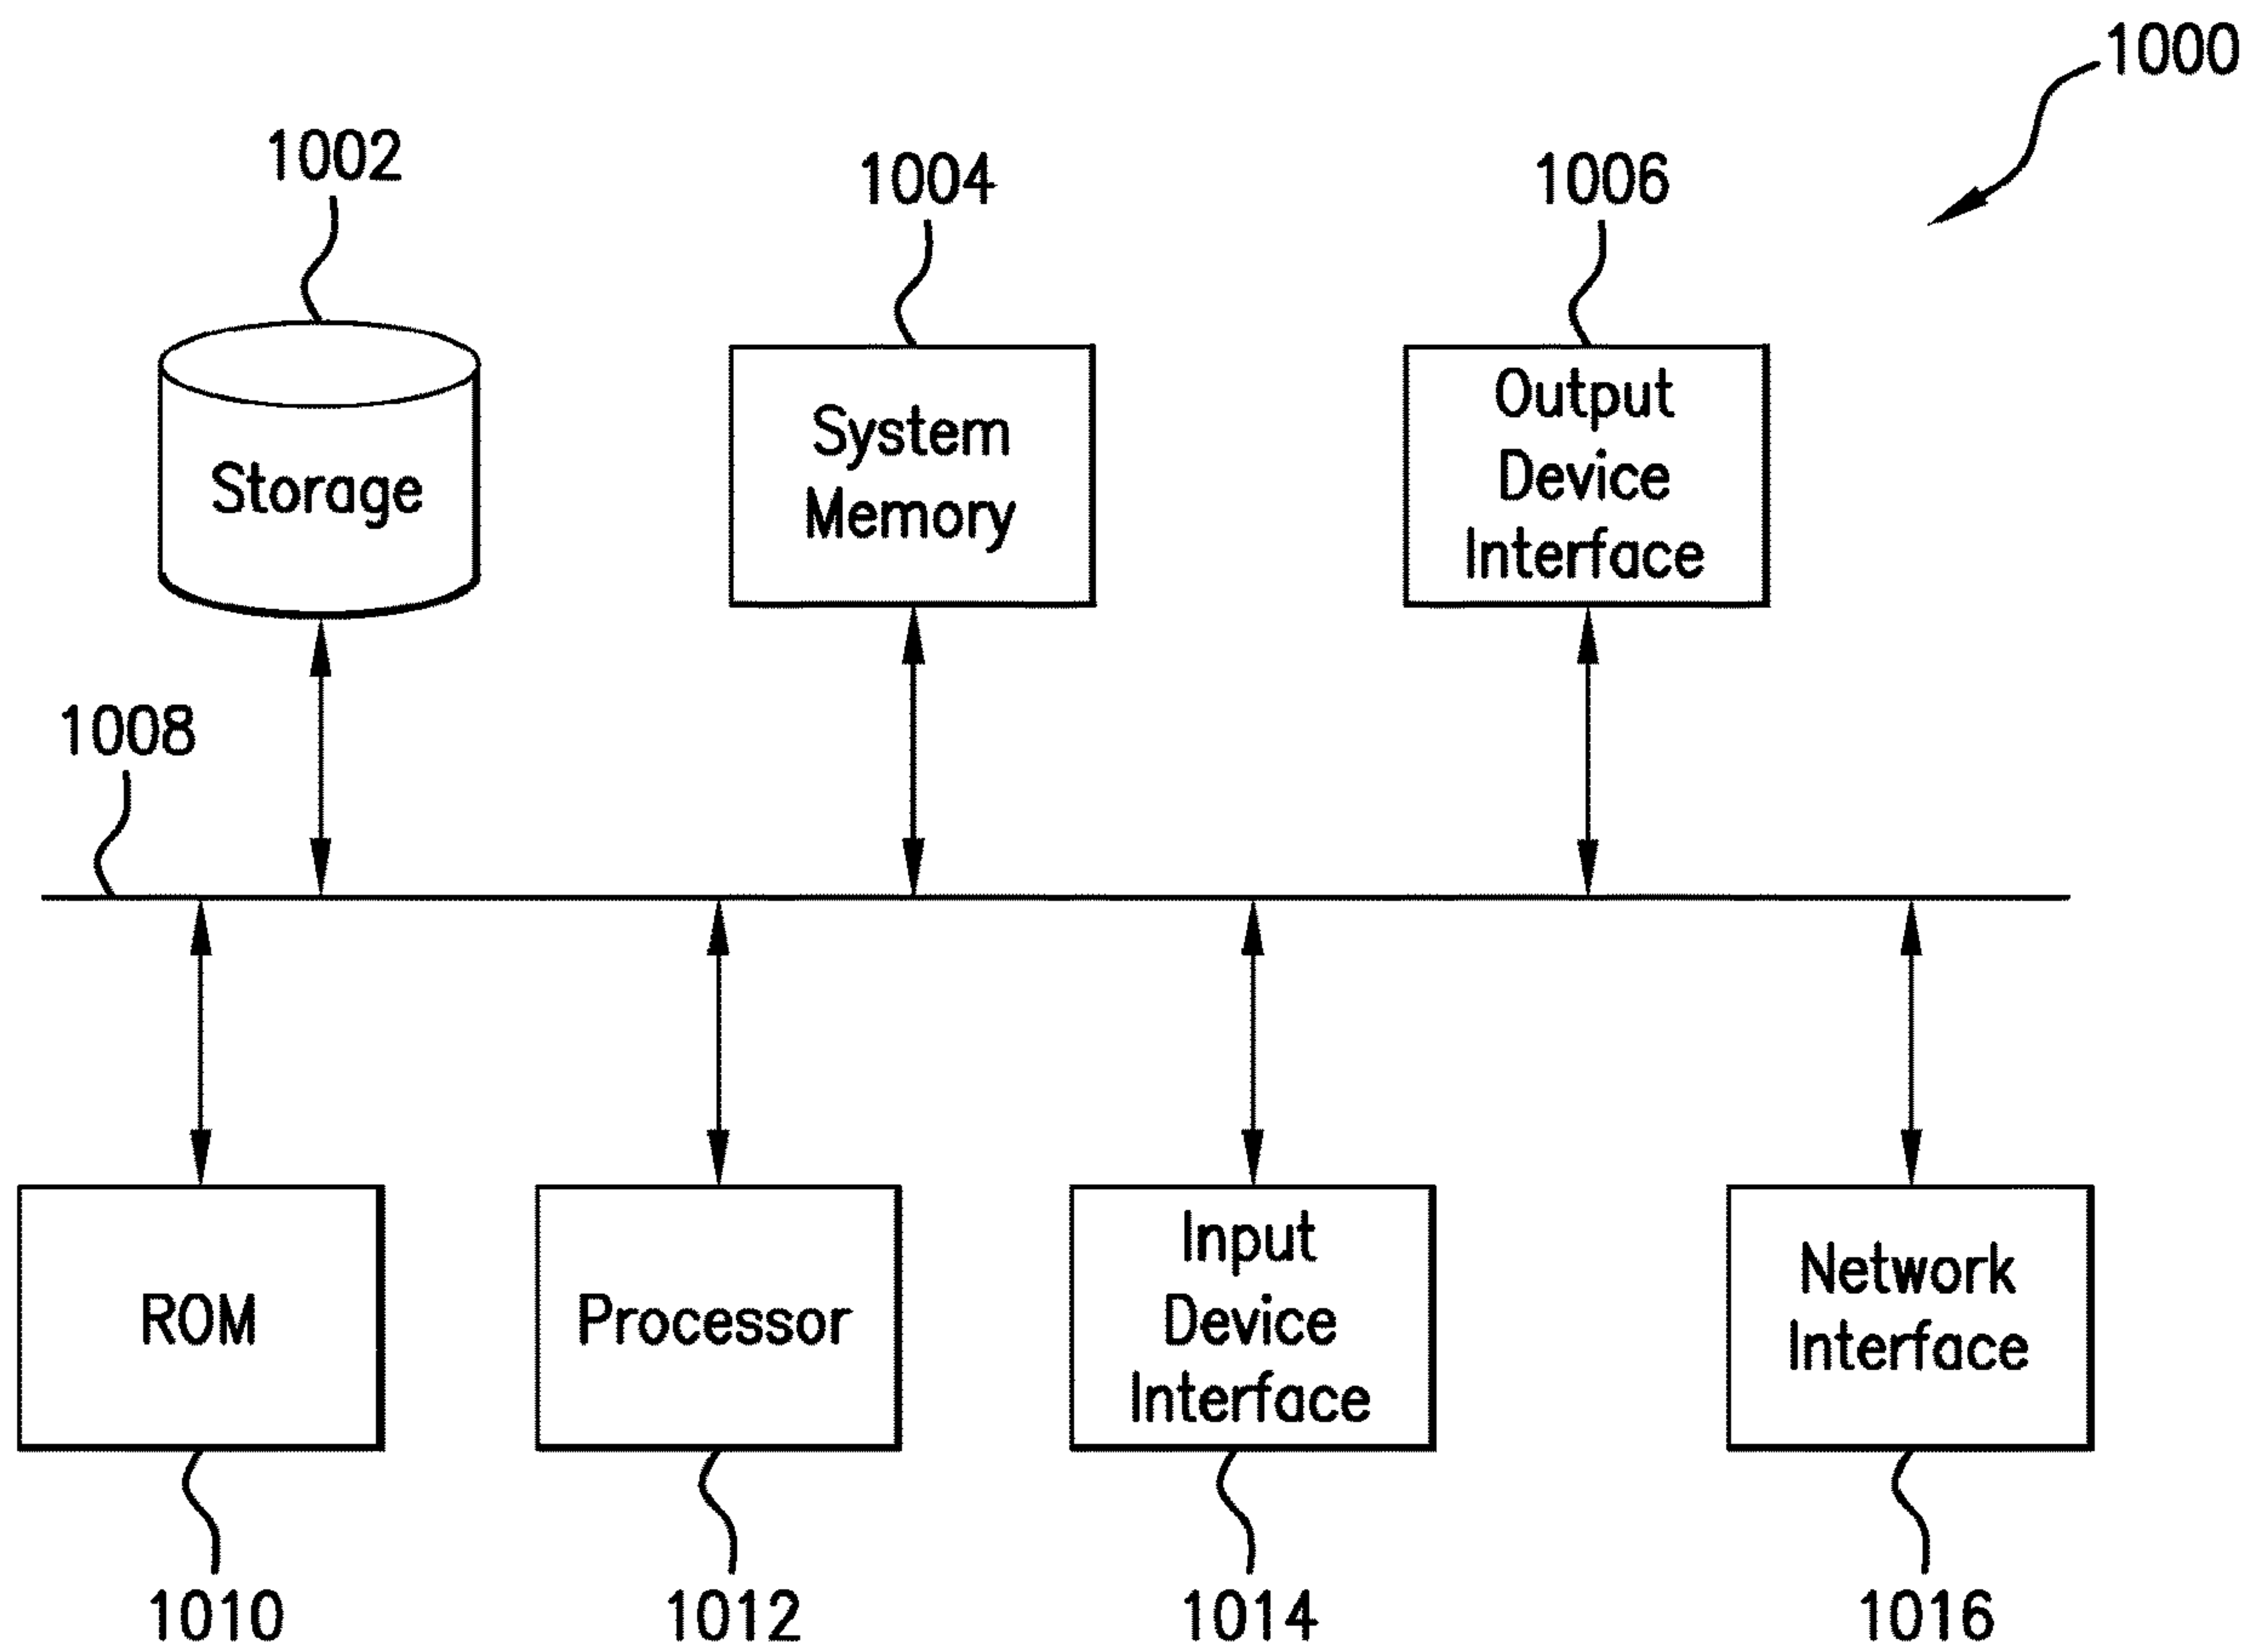 1000
1002
1004
1006
Storage
System
Memory
Output
Device
Interface
1008
ROM
Processor
Input
Device
Interface
Network
Interface
1010
1012
1014
1016